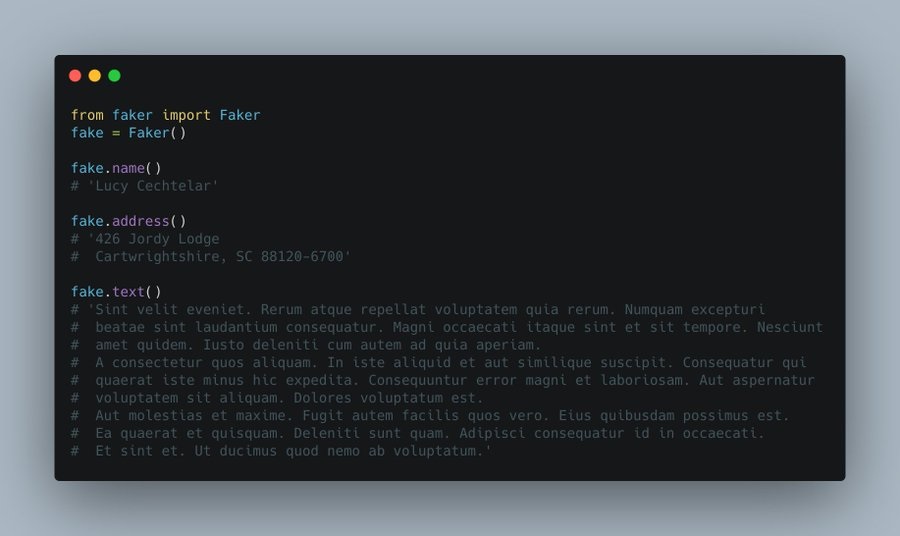 from faker import Faker
fake = Faker()
fake.name()
# 'Lucy Cechtelar'
fake.address()
# '426 Jordy Lodge
#  Cartwrightshire, SC 88120-6700'
fake.text()
# 'Sint velit eveniet. Rerum atque repellat voluptatem quia rerum. Numquam excepturi
#  beatae sint laudantium consequatur. Magni occaecati itaque sint et sit tempore. Nesciunt
#  amet quidem. Iusto deleniti cum autem ad quia aperiam.
#  A consectetur quos aliquam. In iste aliquid et aut similique suscipit. Consequatur qui
#  quaerat iste minus hic expedita. Consequuntur error magni et laboriosam. Aut aspernatur
#  voluptatem sit aliquam. Dolores voluptatum est.
#  Aut molestias et maxime. Fugit autem facilis quos vero. Eius quibusdam possimus est.
#  Ea quaerat et quisquam. Deleniti sunt quam. Adipisci consequatur id in occaecati.
#  Et sint et. Ut ducimus quod nemo ab voluptatum.'